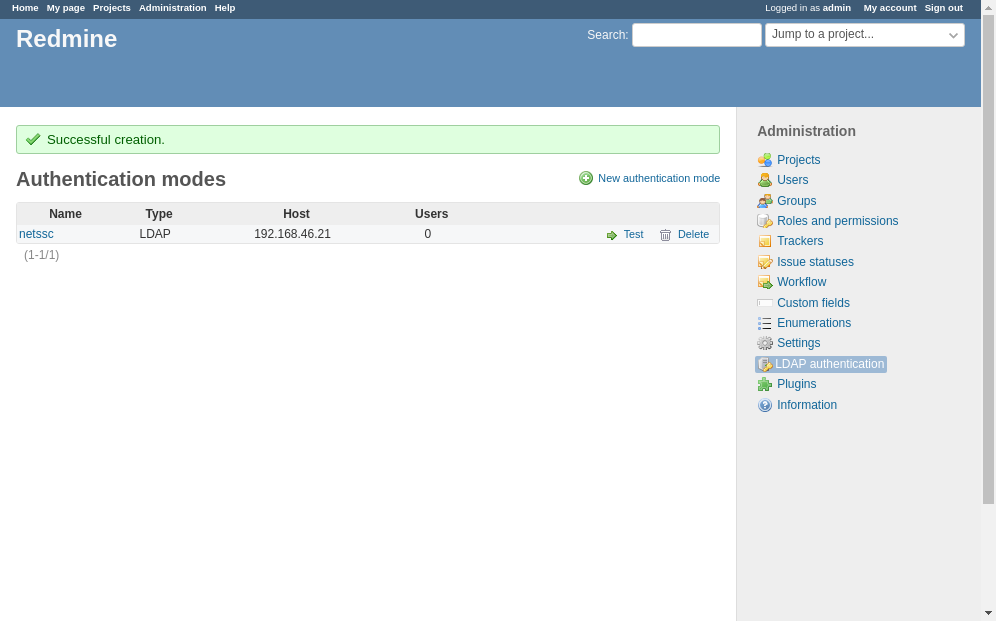 Home My page Projects Administration Help
Logged in as admin My account Sign out
Redmine
Search:
Jump to a project...
Successful creation.
Authentication modes
New authentication mode
Name Type Host Users
netssc LDAP 192.168.46.21 0 Test Delete
(1-1/1)
Administration
Projects
Users
Groups
Roles and permissions
Trackers
Issue statuses
Workflow
Custom fields
Enumerations
Settings
LDAP authentication
Plugins
Information